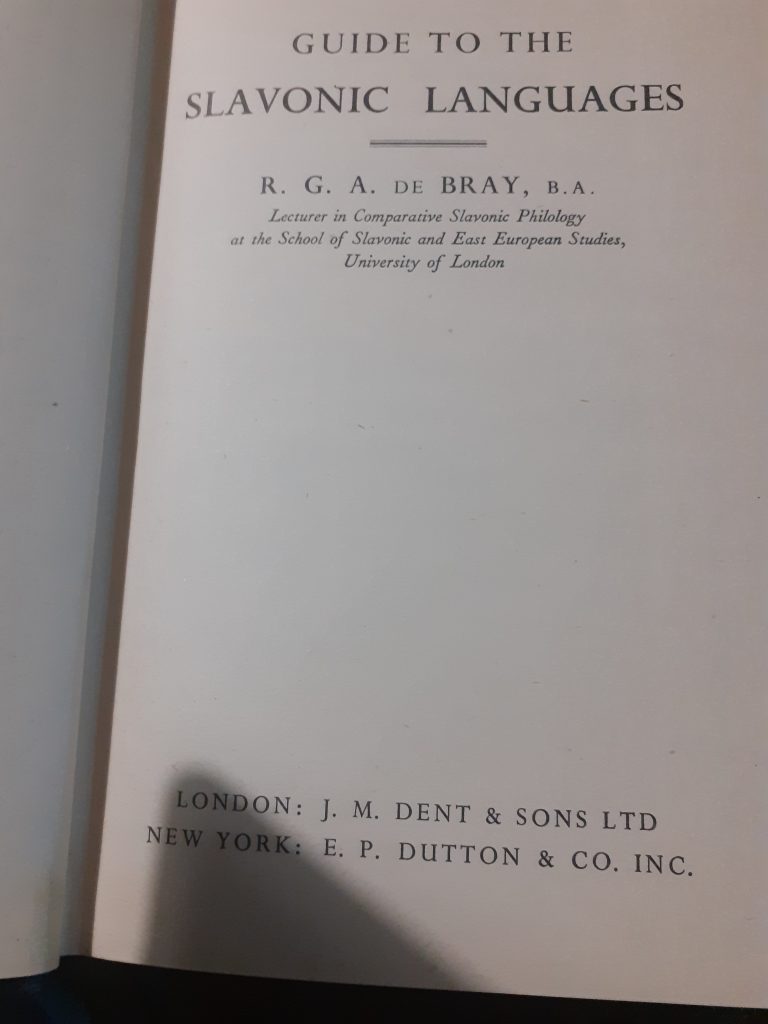 GUIDE TO THE
SLAVONIC LANGUAGES
R. G. A. DE BRAY, B.A.
Lecturer in Comparative Slavonic Philology
at the School of Slavonic and East European Studies,
University of London
LONDON: J. M. DENT & SONS LTD
NEW YORK: E. P. DUTTON & CO. INC.